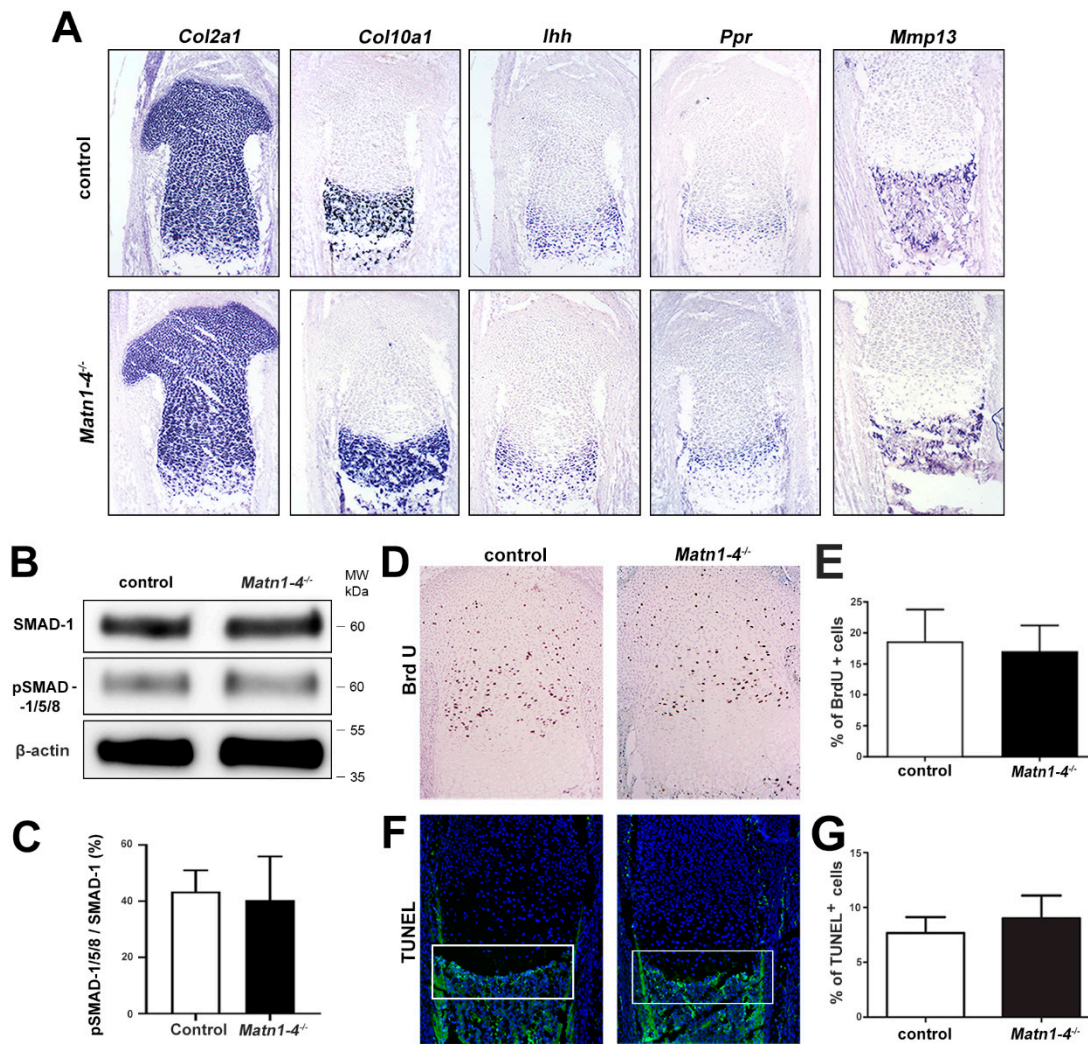 A
Col2a1
Col10a1
Ihh
Ppr
Mmp13
control
Matn1-4-/-
B
control
Matn1-4-/-
MW
kDa
SMAD-1
– 60
pSMAD -
-1/5/8
– 60
– 55
β-actin
– 35
C
pSMAD-1/5/8 / SMAD-1 (%)
60
40
20
0
Control
Matn1-4-/-
D
control
Matn1-4-/-
Brd U
E
% of BrdU + cells
25
20
15
10
5
0
control
Matn1-4-/-
F
TUNEL
G
% of TUNEL+ cells
15
10
5
0
control
Matn1-4-/-